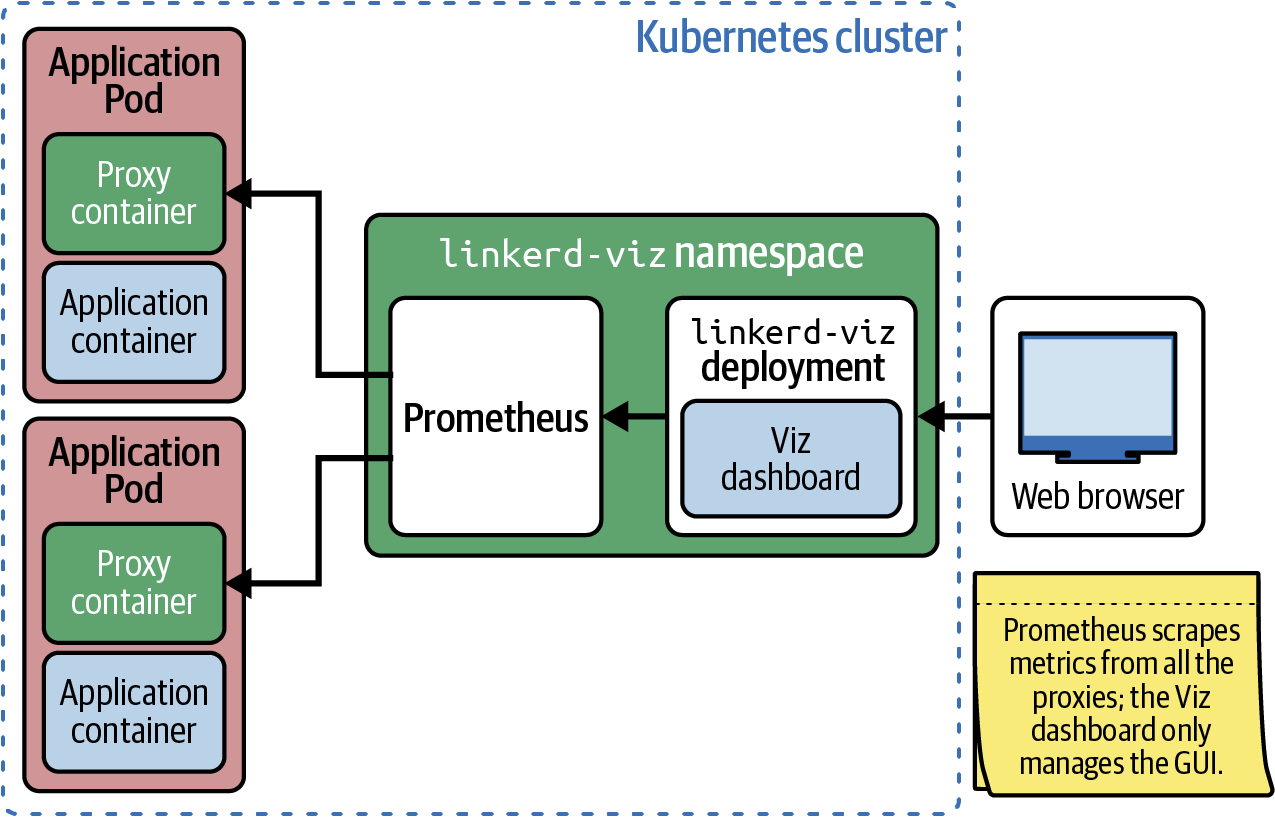 Kubernetes cluster
Application
Pod
Proxy
container
Application
container
Application
Pod
Proxy
container
Application
container
linkerd-viz namespace
Prometheus
linkerd-viz
deployment
Viz
dashboard
Web browser
Prometheus scrapes
metrics from all the
proxies; the Viz
dashboard only
manages the GUI.